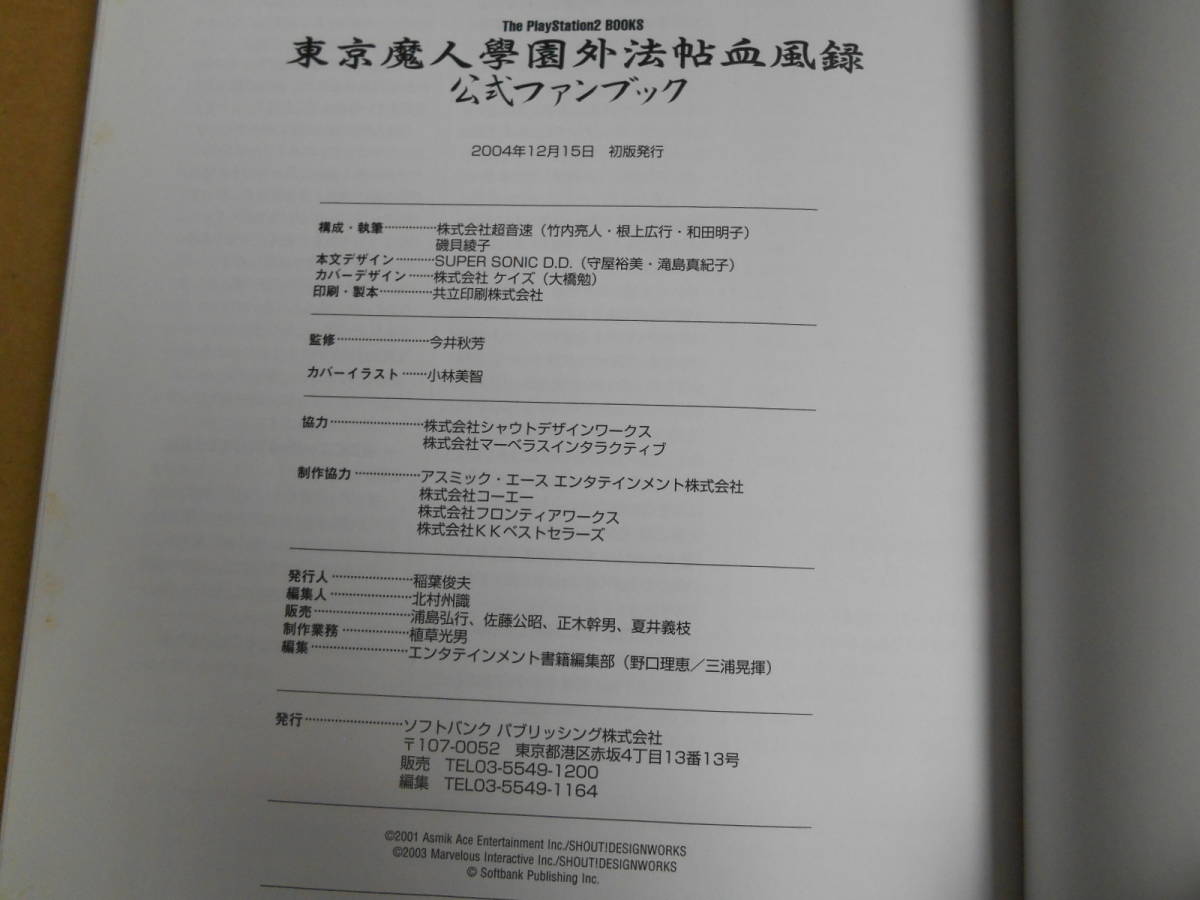 The PlayStation2 BOOKS
東京魔人學園外法帖血風録
公式ファンブック
2004年12月15日　初版発行
構成・執筆……………株式会社超音速（竹内亮人・根上広行・和田明子）
磯貝綾子
本文デザイン…………SUPER SONIC D.D.（守屋裕美・滝島真紀子）
カバーデザイン………株式会社 ケイズ（大橋勉）
印刷・製本……………共立印刷株式会社
監修……………………今井秋芳
カバーイラスト………小林美智
協力……………………株式会社シャウトデザインワークス
株式会社マーベラスインタラクティブ
制作協力………………アスミック・エース エンタテインメント株式会社
株式会社コーエー
株式会社フロンティアワークス
株式会社KKベストセラーズ
発行人…………………稲葉俊夫
編集人…………………北村州識
販売……………………浦島弘行、佐藤公昭、正木幹男、夏井義枝
制作業務………………植草光男
編集……………………エンタテインメント書籍編集部（野口理恵／三浦晃揮）
発行……………………ソフトバンク パブリッシング株式会社
〒107-0052　東京都港区赤坂4丁目13番13号
販売　TEL03-5549-1200
編集　TEL03-5549-1164
©2001 Asmik Ace Entertainment Inc./SHOUT!DESIGNWORKS
©2003 Marvelous Interactive Inc./SHOUT!DESIGNWORKS
© Softbank Publishing Inc.